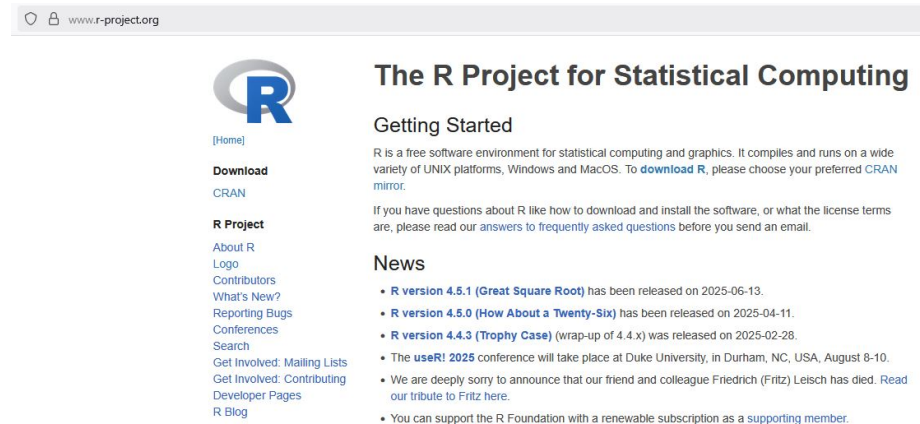 www.r-project.org
R
[Home]
Download
CRAN
R Project
About R
Logo
Contributors
What's New?
Reporting Bugs
Conferences
Search
Get Involved: Mailing Lists
Get Involved: Contributing
Developer Pages
R Blog
The R Project for Statistical Computing
Getting Started
R is a free software environment for statistical computing and graphics. It compiles and runs on a wide
variety of UNIX platforms, Windows and MacOS. To download R, please choose your preferred CRAN
mirror.
If you have questions about R like how to download and install the software, or what the license terms
are, please read our answers to frequently asked questions before you send an email.
News
• R version 4.5.1 (Great Square Root) has been released on 2025-06-13.
• R version 4.5.0 (How About a Twenty-Six) has been released on 2025-04-11.
• R version 4.4.3 (Trophy Case) (wrap-up of 4.4.x) was released on 2025-02-28.
• The useR! 2025 conference will take place at Duke University, in Durham, NC, USA, August 8-10.
• We are deeply sorry to announce that our friend and colleague Friedrich (Fritz) Leisch has died. Read
our tribute to Fritz here.
• You can support the R Foundation with a renewable subscription as a supporting member.